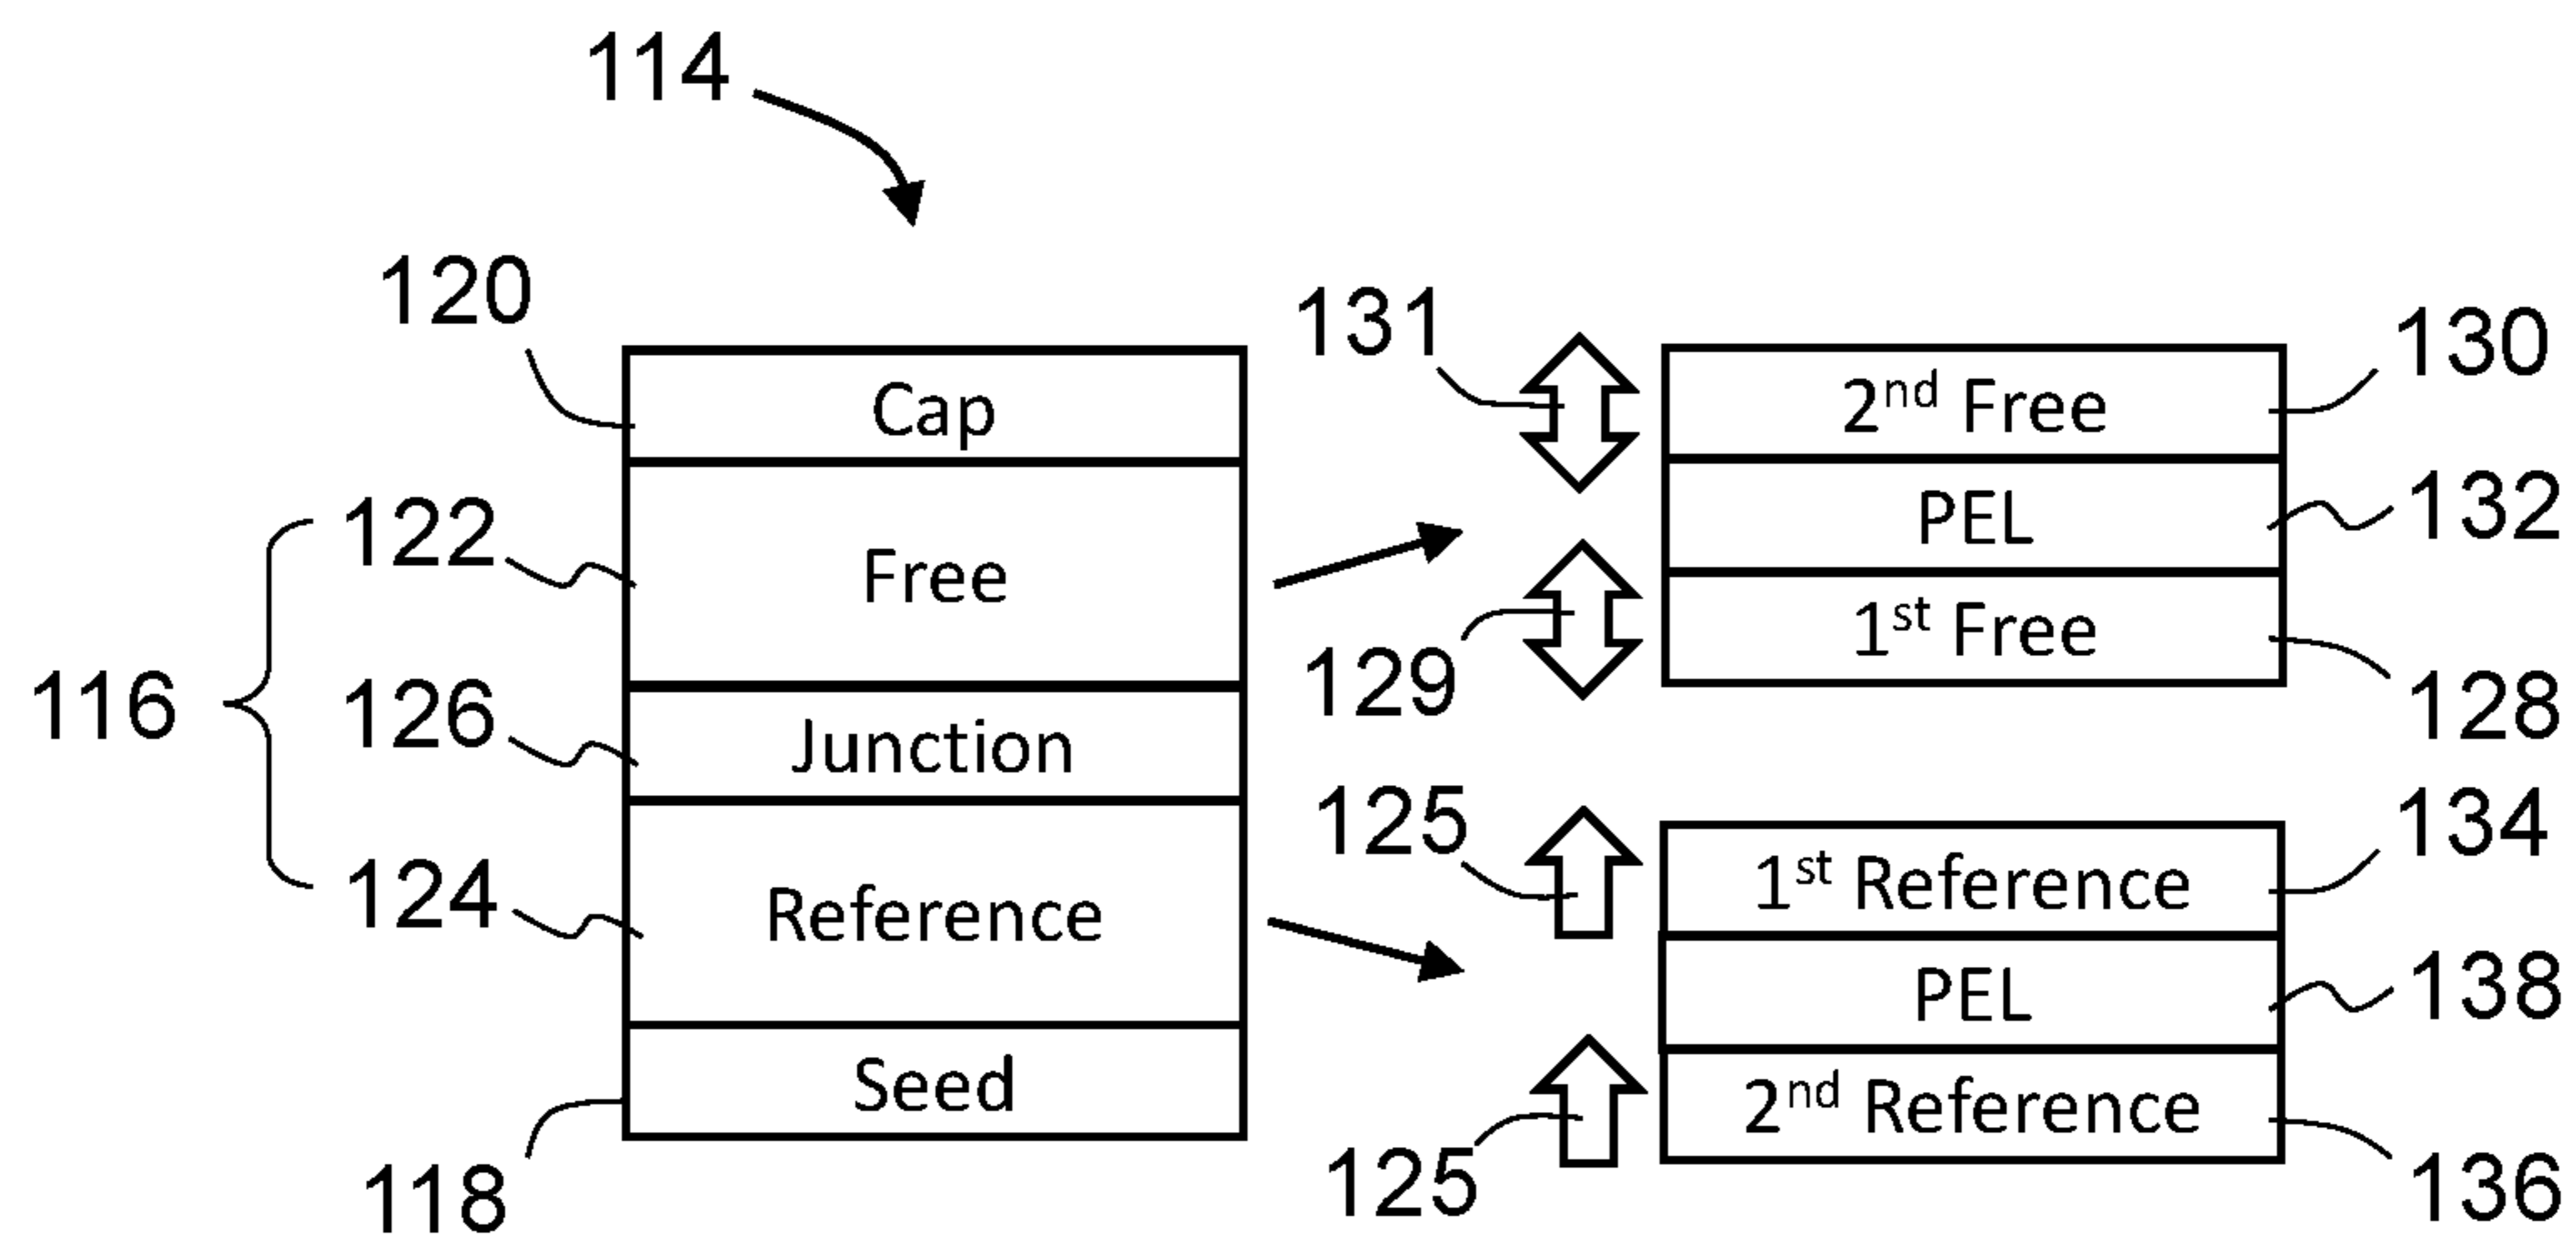 114
120
131
130
Cap
2nd Free
122
132
PEL
Free
129
1st Free
128
116
126
Junction
125
134
1st Reference
124
Reference
138
PEL
Seed
2nd Reference
118
125
136